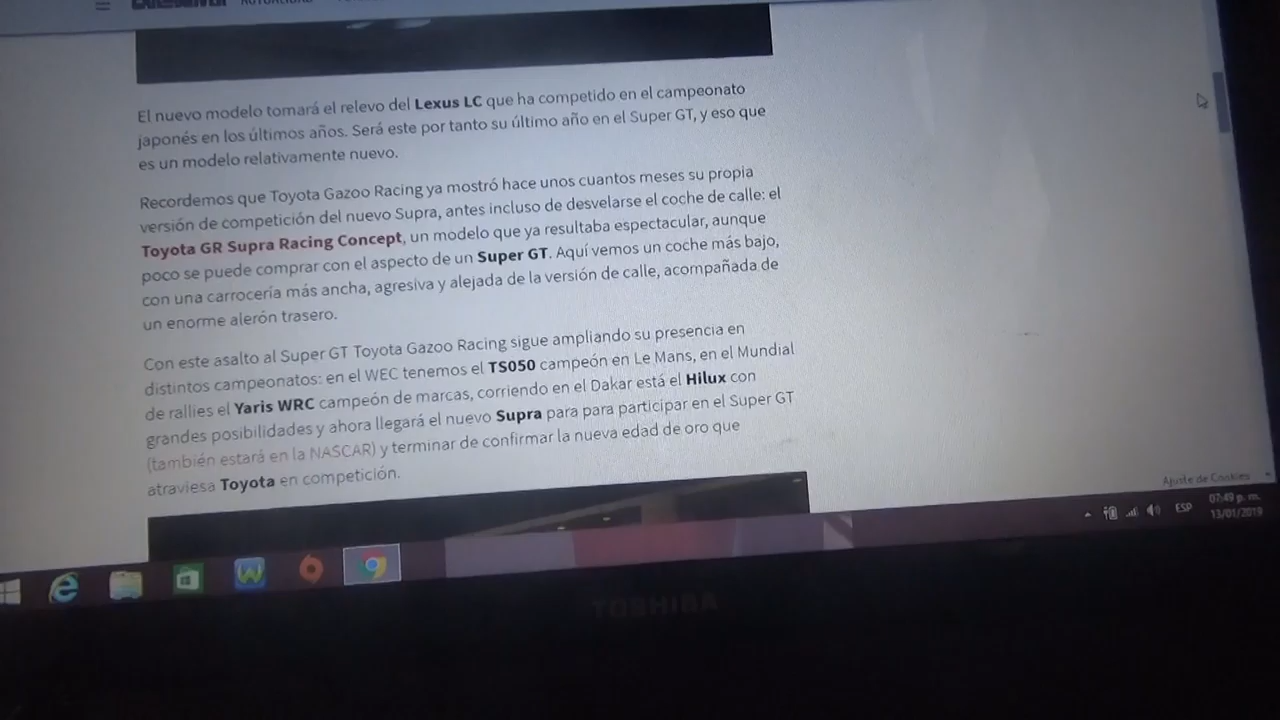 El nuevo modelo tomará el relevo del Lexus LC que ha competido en el campeonato
japonés en los últimos años. Será este por tanto su último año en el Super GT, y eso que
es un modelo relativamente nuevo.
Recordemos que Toyota Gazoo Racing ya mostró hace unos cuantos meses su propia
versión de competición del nuevo Supra, antes incluso de desvelarse el coche de calle: el
Toyota GR Supra Racing Concept, un modelo que ya resultaba espectacular, aunque
poco se puede comprar con el aspecto de un Super GT. Aquí vemos un coche más bajo,
con una carrocería más ancha, agresiva y alejada de la versión de calle, acompañada de
un enorme alerón trasero.
Con este asalto al Super GT Toyota Gazoo Racing sigue ampliando su presencia en
distintos campeonatos: en el WEC tenemos el TS050 campeón en Le Mans, en el Mundial
de rallies el Yaris WRC campeón de marcas, corriendo en el Dakar está el Hilux con
grandes posibilidades y ahora llegará el nuevo Supra para para participar en el Super GT
(también estará en la NASCAR) y terminar de confirmar la nueva edad de oro que
atraviesa Toyota en competición.
Ajuste de Cookies
ESP
07:49 p. m.
13/01/2019
TOSHIBA